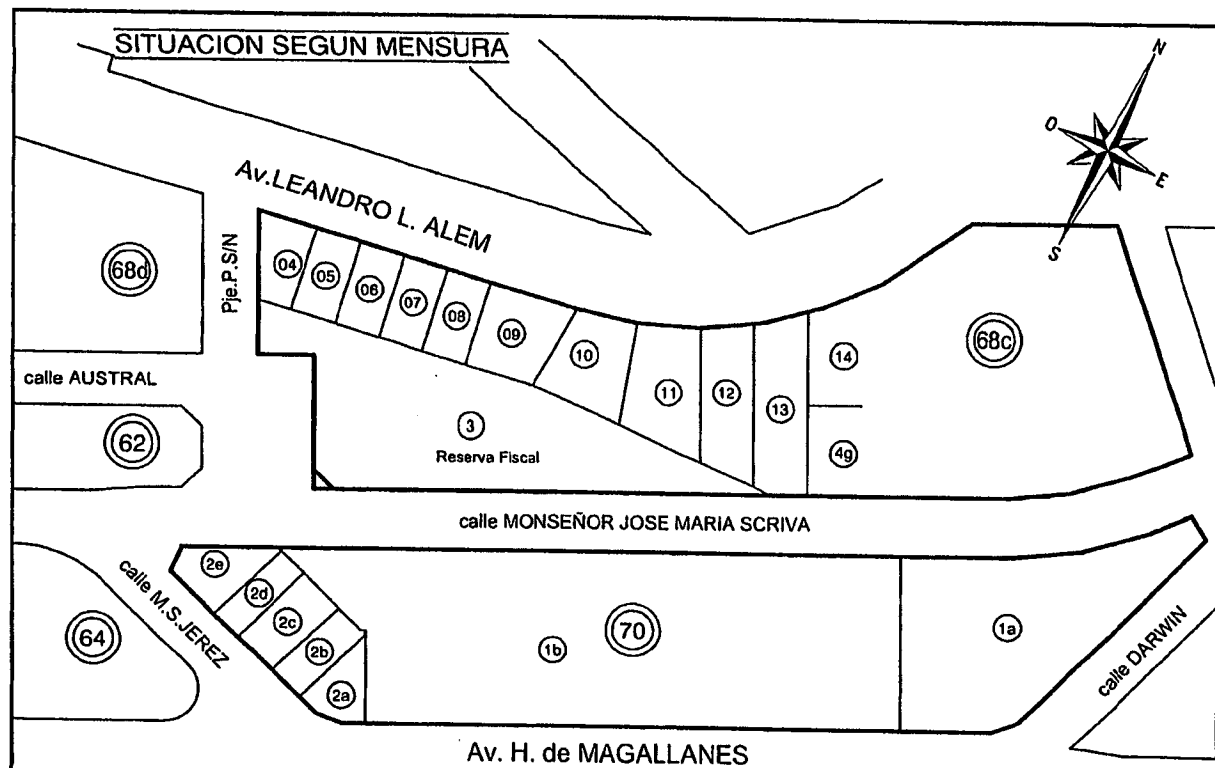 SITUACION SEGUN MENSURA
N
O
E
S
Av.LEANDRO L. ALEM
Pje.P.S/N
68d
04
05
06
07
08
09
10
11
12
13
14
68c
calle AUSTRAL
62
3
Reserva Fiscal
4g
calle MONSEÑOR JOSE MARIA SCRIVA
calle M.S.JEREZ
64
2e
2d
2c
2b
2a
1b
70
1a
calle DARWIN
Av. H. de MAGALLANES